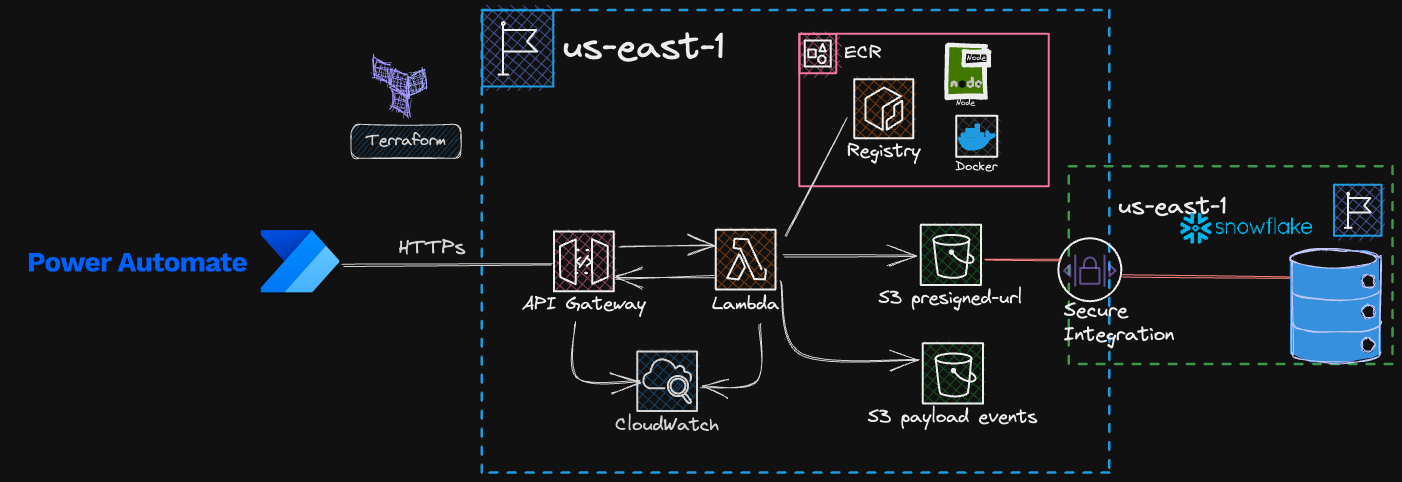 us-east-1
ECR
Node
node
Node
Terraform
Registry
Docker
us-east-1
snowflake
HTTPs
Power Automate
API Gateway
Lambda
S3 presigned-url
Secure
Integration
CloudWatch
S3 payload events